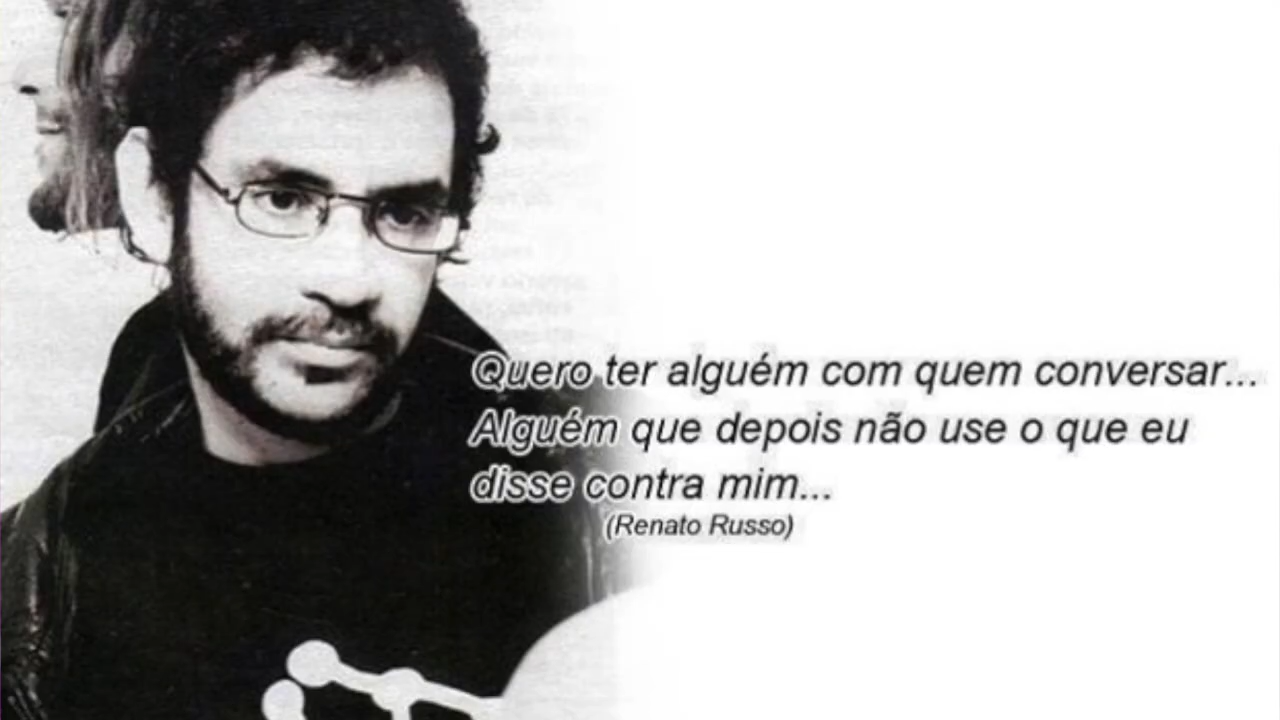 Quero ter alguém com quem conversar...
Alguém que depois não use o que eu
disse contra mim...
(Renato Russo)